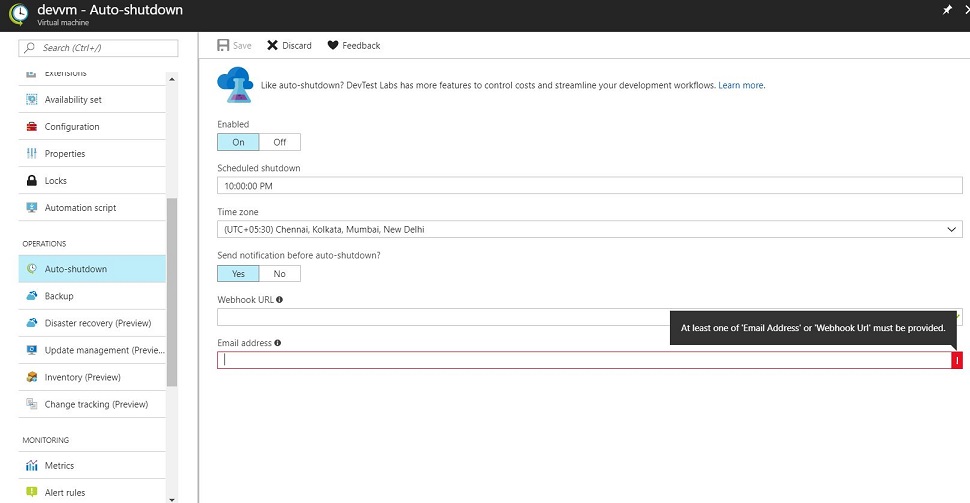 devvm - Auto-shutdown
Virtual machine
Search (Ctrl+/)
Extensions
Availability set
Configuration
Properties
Locks
Automation script
OPERATIONS
Auto-shutdown
Backup
Disaster recovery (Preview)
Update management (Previe...
Inventory (Preview)
Change tracking (Preview)
MONITORING
Metrics
Alert rules
Save Discard Feedback
Like auto-shutdown? DevTest Labs has more features to control costs and streamline your development workflows. Learn more.
Enabled
On Off
Scheduled shutdown
10:00:00 PM
Time zone
(UTC+05:30) Chennai, Kolkata, Mumbai, New Delhi
Send notification before auto-shutdown?
Yes No
Webhook URL
At least one of 'Email Address' or 'Webhook Url' must be provided.
Email address